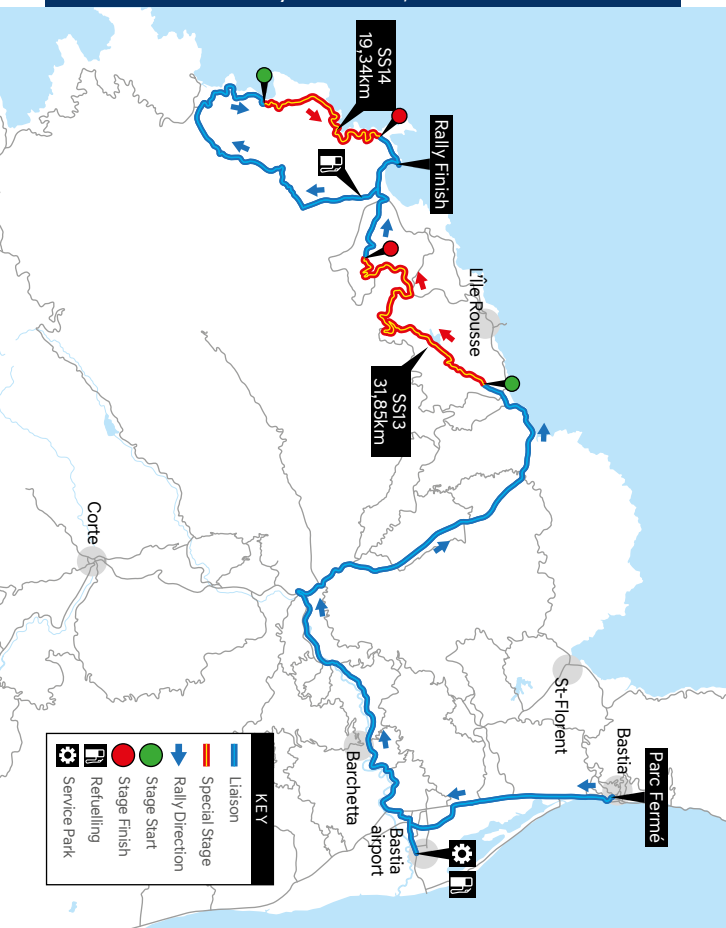 SS14
19,34km
Rally Finish
L'Île Rousse
SS13
31,85km
Corte
St-Florent
Bastia
Parc Fermé
Barchetta
Bastia
airport
KEY
Liaison
Special Stage
Rally Direction
Stage Start
Stage Finish
Refuelling
Service Park